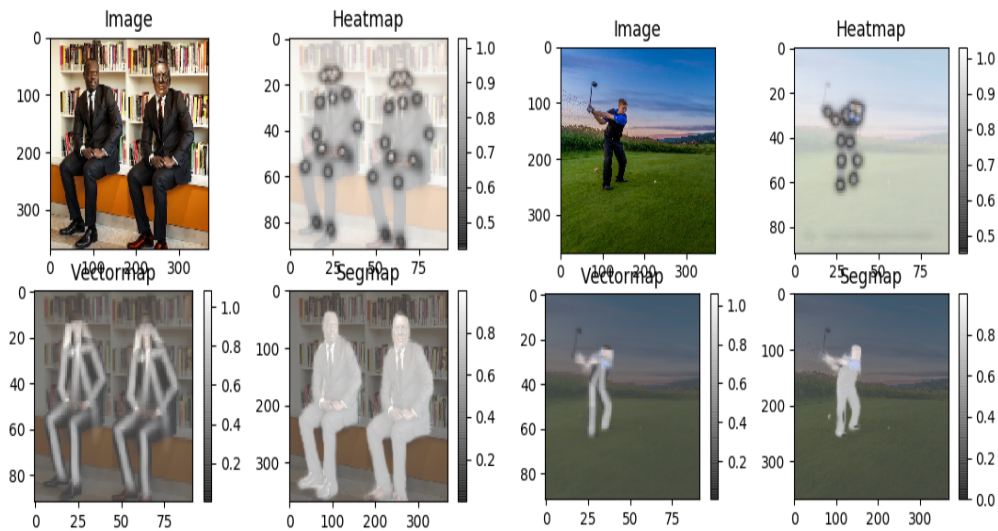 Image Heatmap Image Heatmap
0 0 1.0 0 0 1.0
20 0.9 20 0.9
100 40 0.8 100 40 0.8
200 60 0.7 200 60 0.7
300 80 0.6 300 80 0.6
0.5 0.5
0 100 200 300 0 25 50 75 0 100 200 300 0 25 50 75
Vectormap Segmap Vectormap Segmap
0 0 0 0
20 1.0 100 0.8 20 1.0 100 0.8
40 0.8 200 0.6 40 0.8 200 0.6
60 0.6 300 0.4 60 0.6 300 0.4
80 0.4 0.2 80 0.4 0.2
0.2 0.2 0.0
0 25 50 75 0 100 200 300 0 25 50 75 0 100 200 300